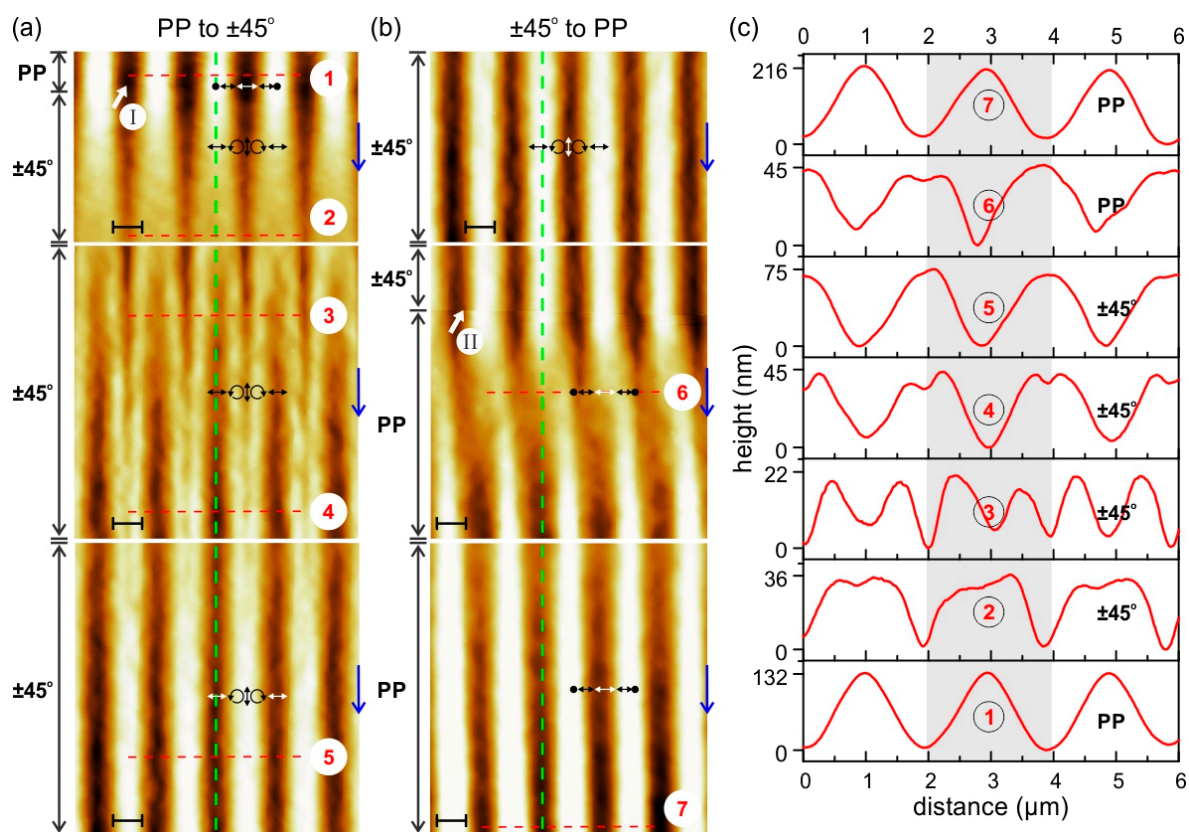 (a)
PP to ±45°
PP
±45°
I
1
2
±45°
3
4
±45°
5
(b)
±45° to PP
±45°
±45°
II
PP
6
PP
7
(c)
0 1 2 3 4 5 6
216
0
7
PP
45
0
6
PP
75
0
5
±45°
45
0
4
±45°
22
0
3
±45°
36
0
2
±45°
132
0
1
PP
0 1 2 3 4 5 6
height (nm)
distance (µm)